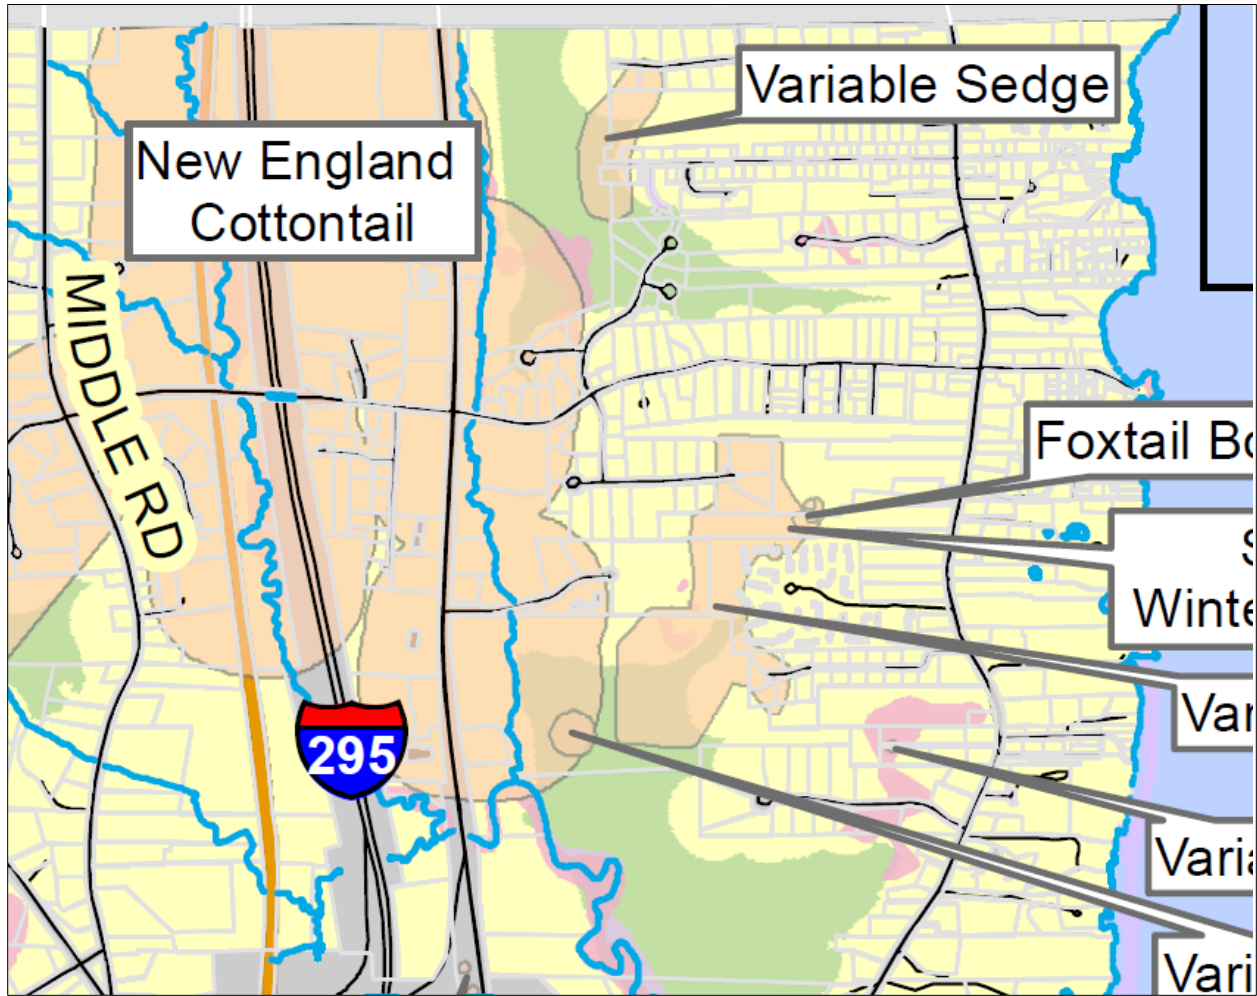 Variable Sedge
New England
Cottontail
MIDDLE RD
Foxtail Bo
S
Winte
Var
295
Varia
Vari